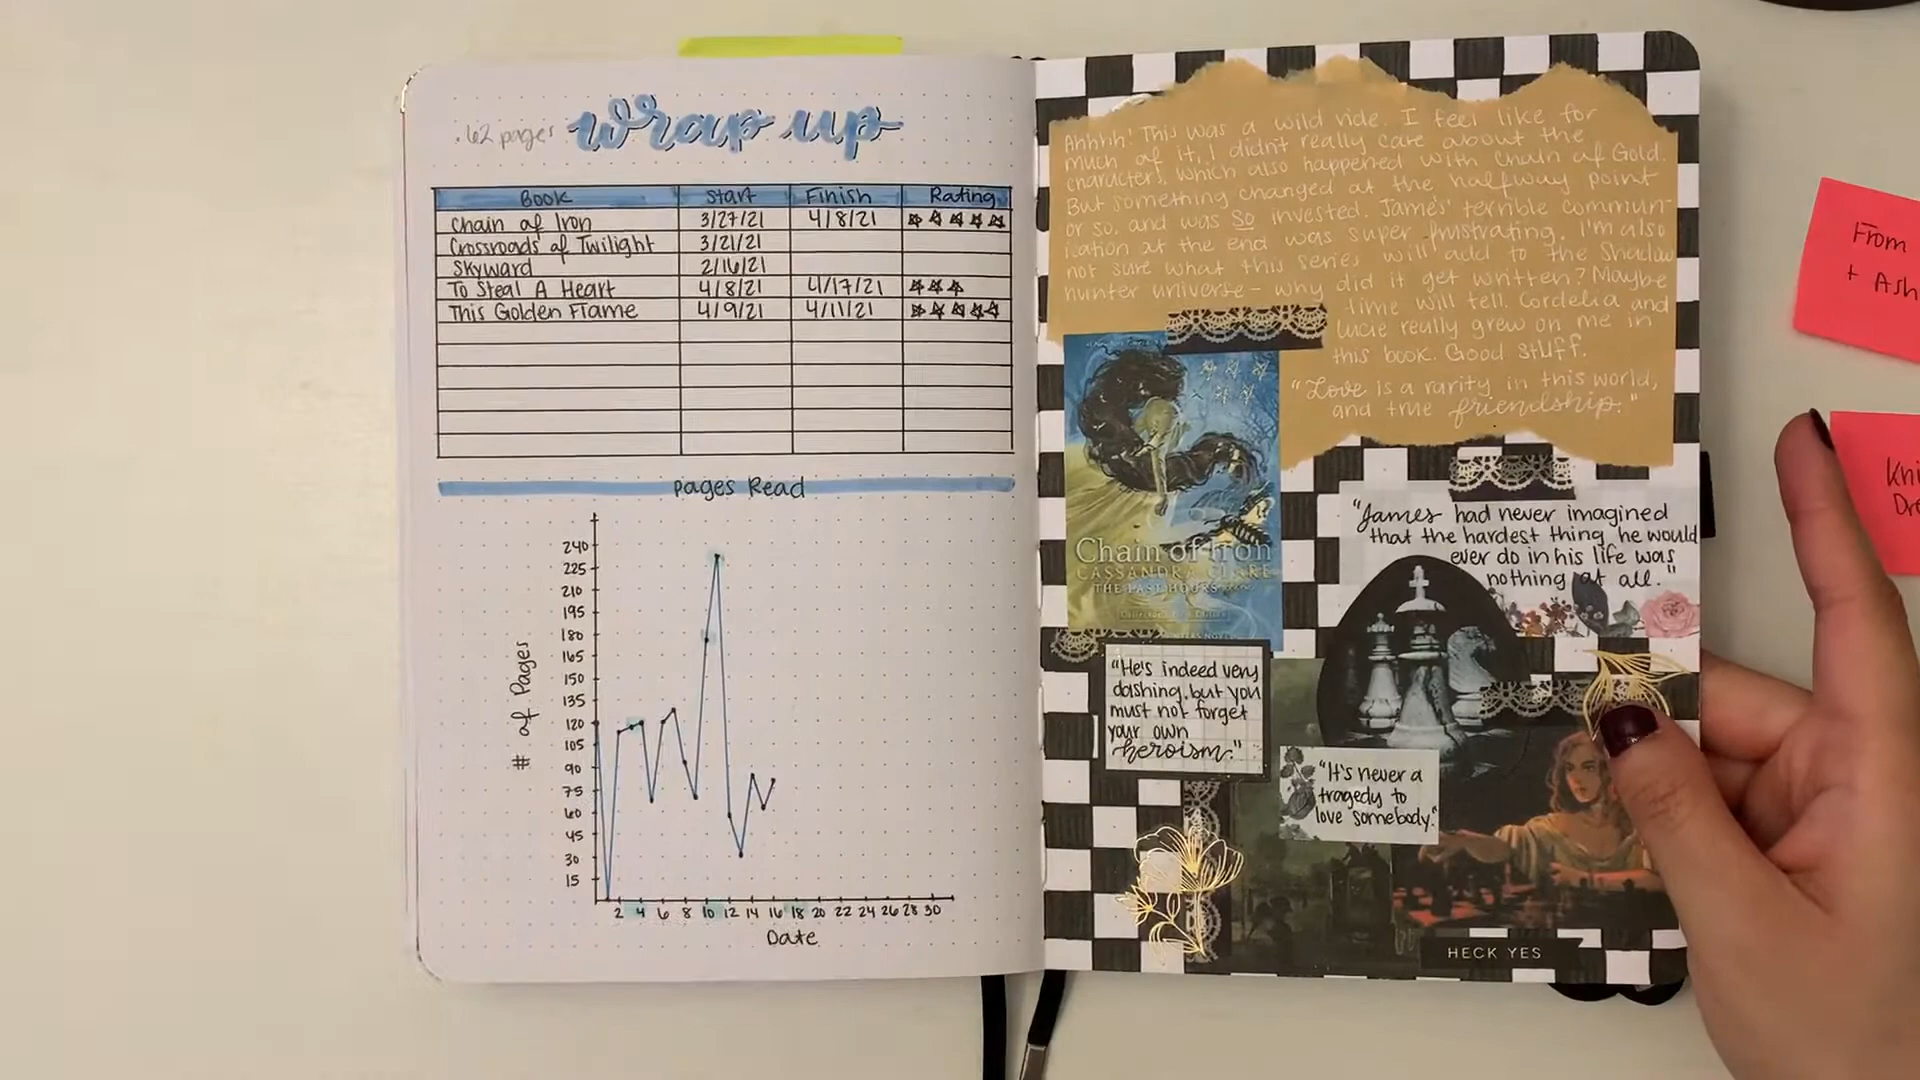 .62 pages wrap up
Book Start Finish Rating
Chain of Iron 3/27/21 4/8/21
Crossroads of Twilight 3/21/21
Skyward 2/16/21
To Steal A Heart 4/8/21 4/17/21
This Golden Flame 4/9/21 4/11/21
Pages Read
# of Pages
240
225
210
195
180
165
150
135
120
105
90
75
60
45
30
15
2 4 6 8 10 12 14 16 18 20 22 24 26 28 30
Date
Ahhhh! This was a wild ride. I feel like for
much of it, I didn't really care about the
characters, which also happened with Chain of Gold.
But something changed at the halfway point
or so, and was so invested. James' terrible commun-
ication at the end was super frustrating. I'm also
not sure what this series will add to the Shadow
hunter universe - why did it get written? Maybe
time will tell. Cordelia and
Lucie really grew on me in
this book. Good stuff.
"Love is a rarity in this world,
and true friendship."
Chain of Iron
CASSANDRA CLARE
THE LAST HOURS
"James had never imagined
that the hardest thing he would
ever do in his life was
nothing at all."
"He's indeed very
dashing, but you
must not forget
your own
heroism."
"It's never a
tragedy to
love somebody."
HECK YES
From
+ Ash
Kni
Dre